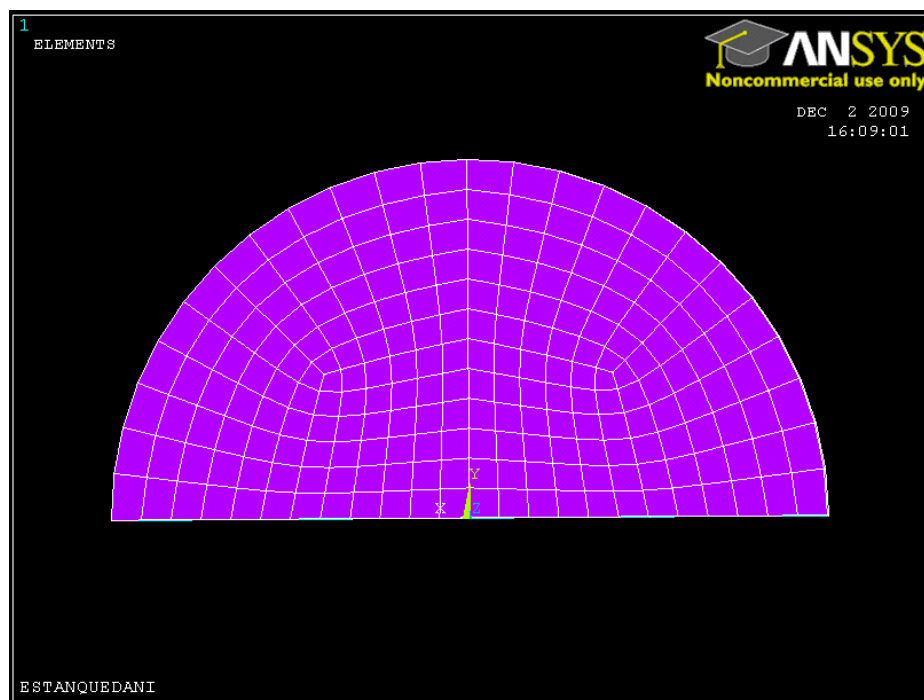 1
ELEMENTS
ANSYS
Noncommercial use only
DEC 2 2009
16:09:01
Y
X Z
ESTANQUEDANI